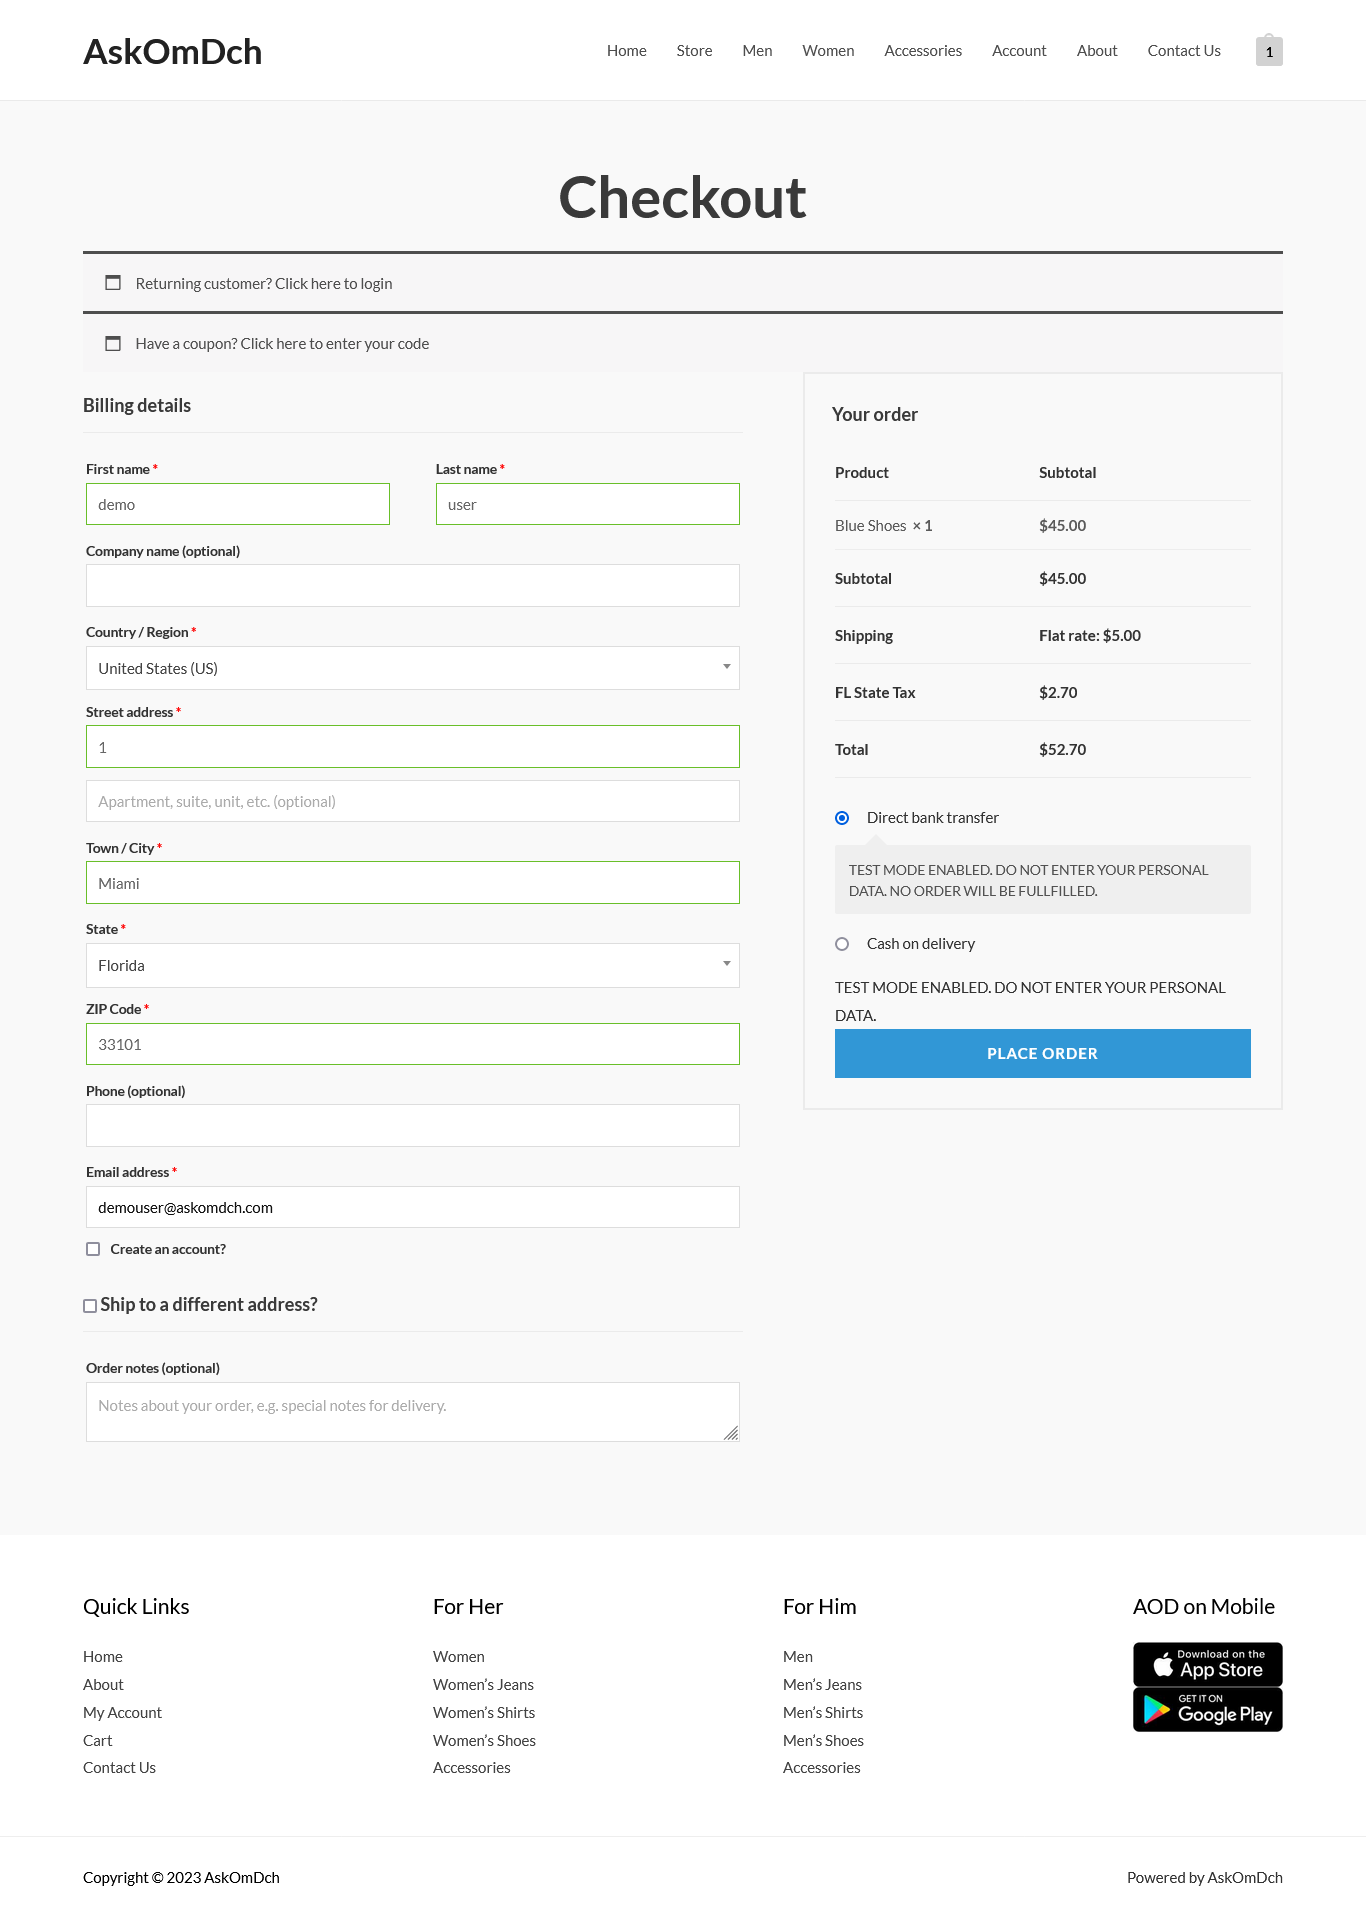 AskOmDch
Home Store Men Women Accessories Account About Contact Us 1
Checkout
Returning customer? Click here to login
Have a coupon? Click here to enter your code
Billing details
First name * Last name *
demo user
Company name (optional)
Country / Region *
United States (US)
Street address *
1
Apartment, suite, unit, etc. (optional)
Town / City *
Miami
State *
Florida
ZIP Code *
33101
Phone (optional)
Email address *
demouser@askomdch.com
Create an account?
Ship to a different address?
Order notes (optional)
Notes about your order, e.g. special notes for delivery.
Your order
Product Subtotal
Blue Shoes × 1 $45.00
Subtotal $45.00
Shipping Flat rate: $5.00
FL State Tax $2.70
Total $52.70
Direct bank transfer
TEST MODE ENABLED. DO NOT ENTER YOUR PERSONAL
DATA. NO ORDER WILL BE FULLFILLED.
Cash on delivery
TEST MODE ENABLED. DO NOT ENTER YOUR PERSONAL
DATA.
PLACE ORDER
Quick Links
Home
About
My Account
Cart
Contact Us
For Her
Women
Women’s Jeans
Women’s Shirts
Women’s Shoes
Accessories
For Him
Men
Men’s Jeans
Men’s Shirts
Men’s Shoes
Accessories
AOD on Mobile
Download on the
App Store
GET IT ON
Google Play
Copyright © 2023 AskOmDch
Powered by AskOmDch